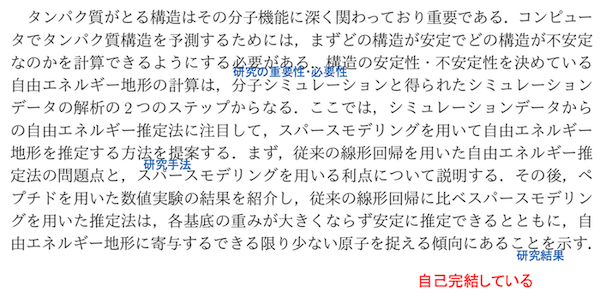 タンパク質がとる構造はその分子機能に深く関わっており重要である．コンピュー
タでタンパク質構造を予測するためには，まずどの構造が安定でどの構造が不安定
なのかを計算できるようにする必要がある．構造の安定性・不安定性を決めている
研究の重要性・必要性
自由エネルギー地形の計算は，分子シミュレーションと得られたシミュレーション
データの解析の2つのステップからなる．ここでは，シミュレーションデータから
の自由エネルギー推定法に注目して，スパースモデリングを用いて自由エネルギー
地形を推定する方法を提案する．まず，従来の線形回帰を用いた自由エネルギー推
研究手法
定法の問題点と，スパースモデリングを用いる利点について説明する．その後，ペ
プチドを用いた数値実験の結果を紹介し，従来の線形回帰に比べスパースモデリン
グを用いた推定法は，各基底の重みが大きくならず安定に推定できるとともに，自
由エネルギー地形に寄与するできる限り少ない原子を捉える傾向にあることを示す．
研究結果
自己完結している